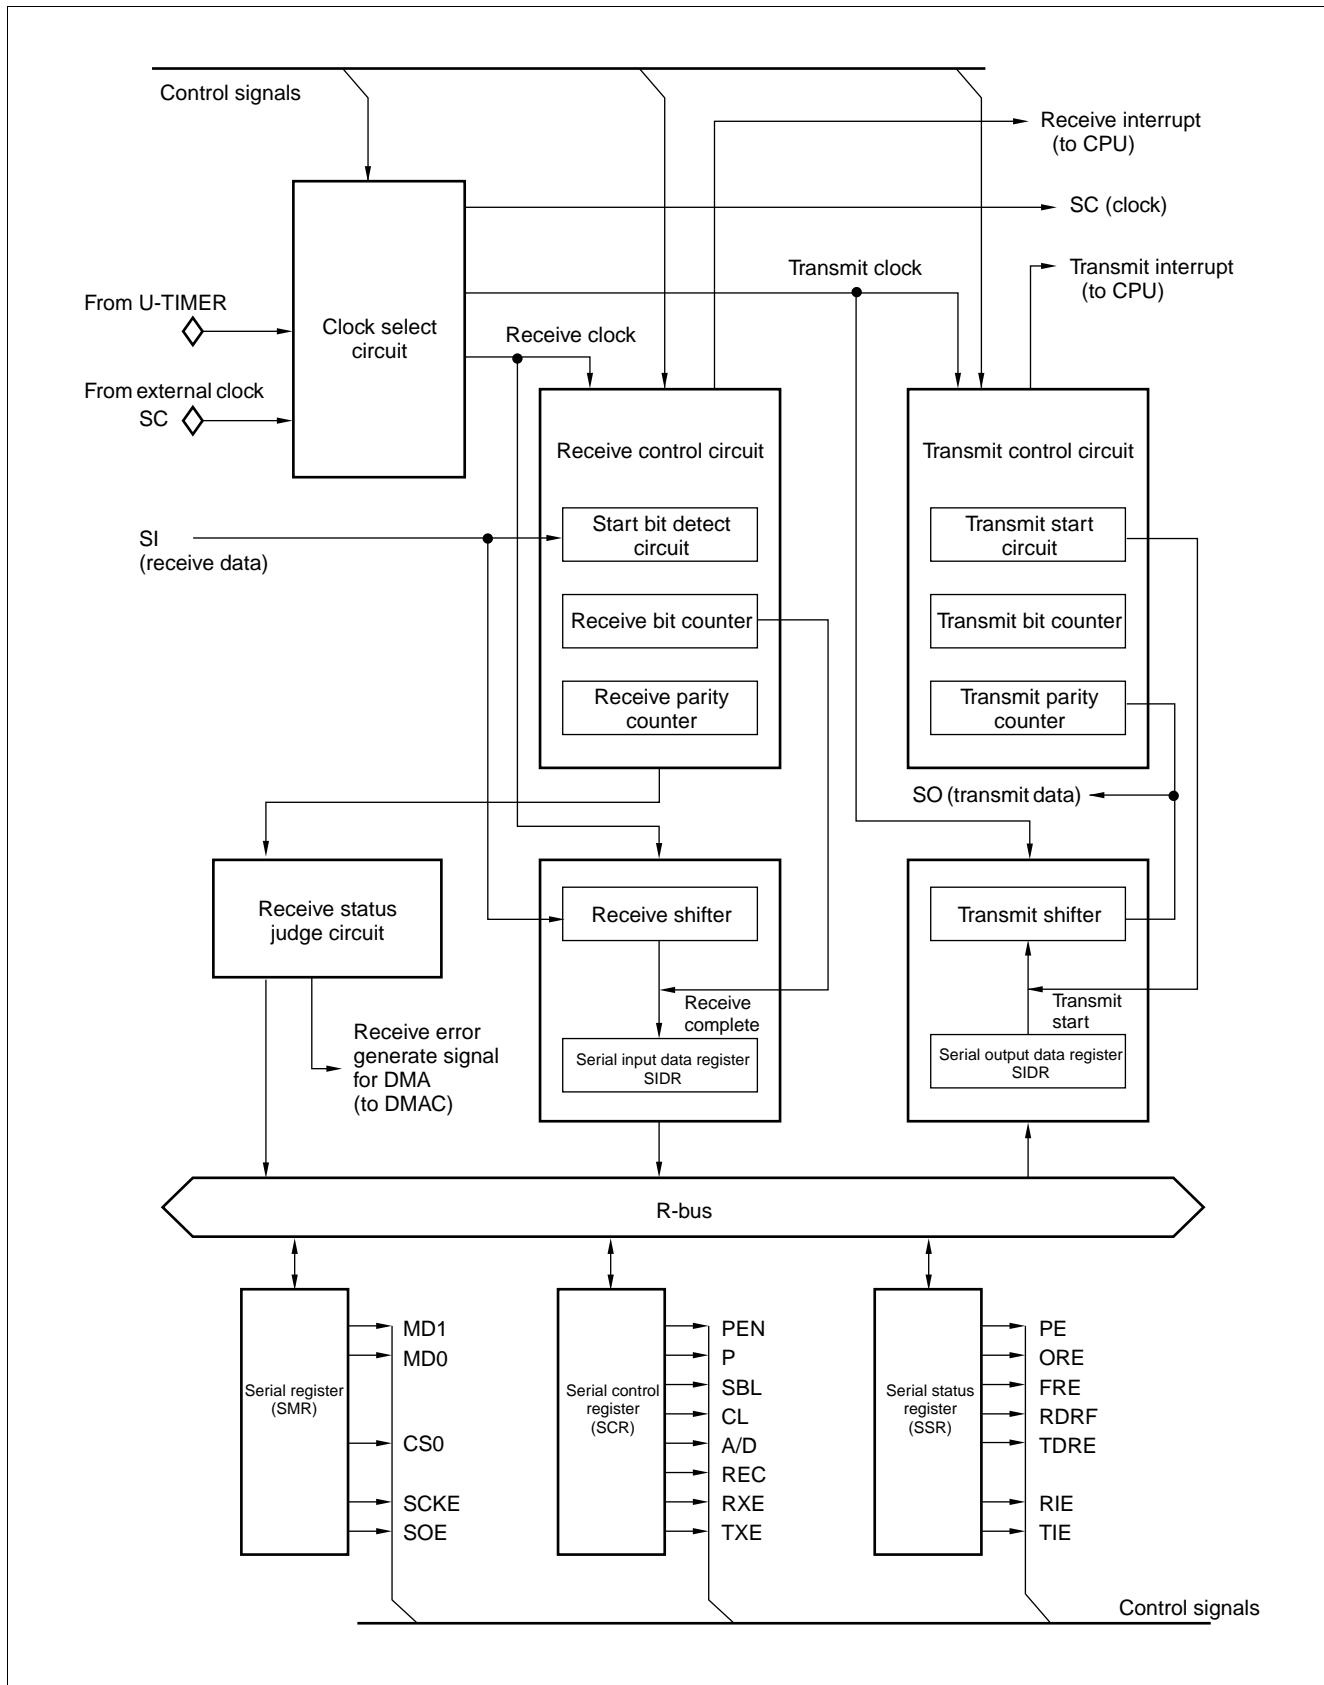 Control signals
Receive interrupt
(to CPU)
SC (clock)
Transmit clock
Transmit interrupt
(to CPU)
From U-TIMER
Clock select
circuit
Receive clock
From external clock
SC
Receive control circuit
Transmit control circuit
SI
(receive data)
Start bit detect
circuit
Transmit start
circuit
Receive bit counter
Transmit bit counter
Receive parity
counter
Transmit parity
counter
SO (transmit data)
Receive status
judge circuit
Receive shifter
Transmit shifter
Receive
complete
Transmit
start
Receive error
generate signal
for DMA
(to DMAC)
Serial input data register
SIDR
Serial output data register
SIDR
R-bus
Serial register
(SMR)
MD1
MD0
CS0
SCKE
SOE
Serial control
register
(SCR)
PEN
P
SBL
CL
A/D
REC
RXE
TXE
Serial status
register
(SSR)
PE
ORE
FRE
RDRF
TDRE
RIE
TIE
Control signals